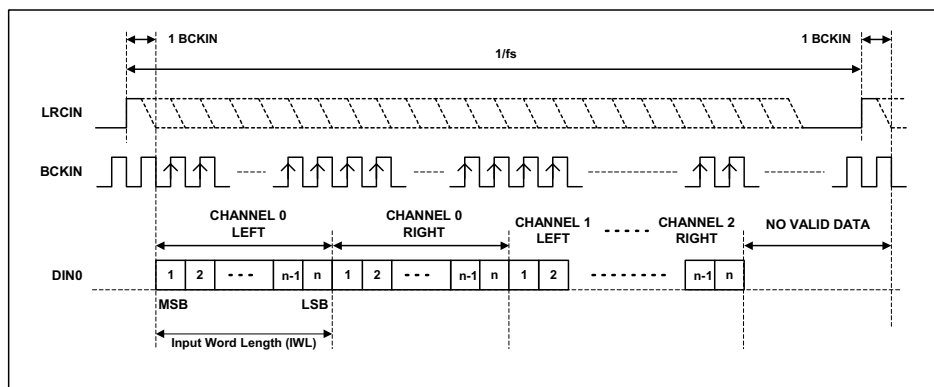 1 BCKIN
1 BCKIN
1/fs
LRCIN
BCKIN
CHANNEL 0
LEFT
CHANNEL 0
RIGHT
CHANNEL 1
LEFT
CHANNEL 2
RIGHT
NO VALID DATA
DIN0
1 2 n-1 n 1 2 n-1 n 1 2 n-1 n
MSB LSB
Input Word Length (IWL)